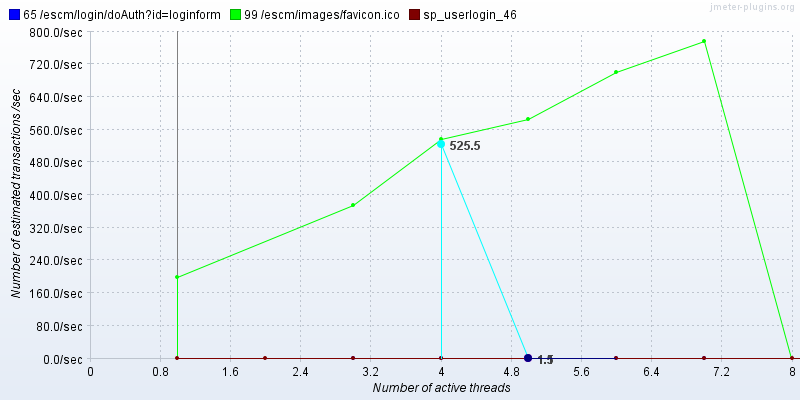 jmeter-plugins.org
65 /escm/login/doAuth?id=loginform 99 /escm/images/favicon.ico sp_userlogin_46
800.0/sec
720.0/sec
640.0/sec
560.0/sec
480.0/sec
400.0/sec
320.0/sec
240.0/sec
160.0/sec
80.0/sec
0.0/sec
Number of estimated transactions /sec
525.5
0 0.8 1.6 2.4 3.2 4 4.8 5.6 6.4 7.2 8
Number of active threads